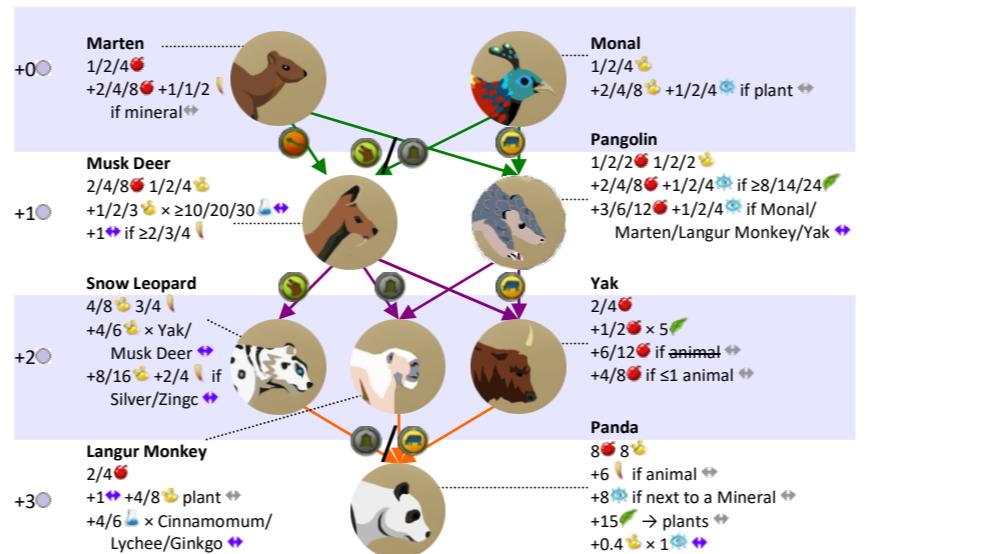 +0
Marten
1/2/4
+2/4/8 +1/1/2
if mineral
Monal
1/2/4
+2/4/8 +1/2/4 if plant
+1
Musk Deer
2/4/8 1/2/4
+1/2/3 × ≥10/20/30
+1 if ≥2/3/4
Pangolin
1/2/2 1/2/2
+2/4/8 +1/2/4 if ≥8/14/24
+3/6/12 +1/2/4 if Monal/
Marten/Langur Monkey/Yak
+2
Snow Leopard
4/8 3/4
+4/6 × Yak/
Musk Deer
+8/16 +2/4 if
Silver/Zingc
Yak
2/4
+1/2 × 5
+6/12 if animal
+4/8 if ≤1 animal
+3
Langur Monkey
2/4
+1 +4/8 plant
+4/6 × Cinnamomum/
Lychee/Ginkgo
Panda
8 8
+6 if animal
+8 if next to a Mineral
+15 → plants
+0.4 × 1